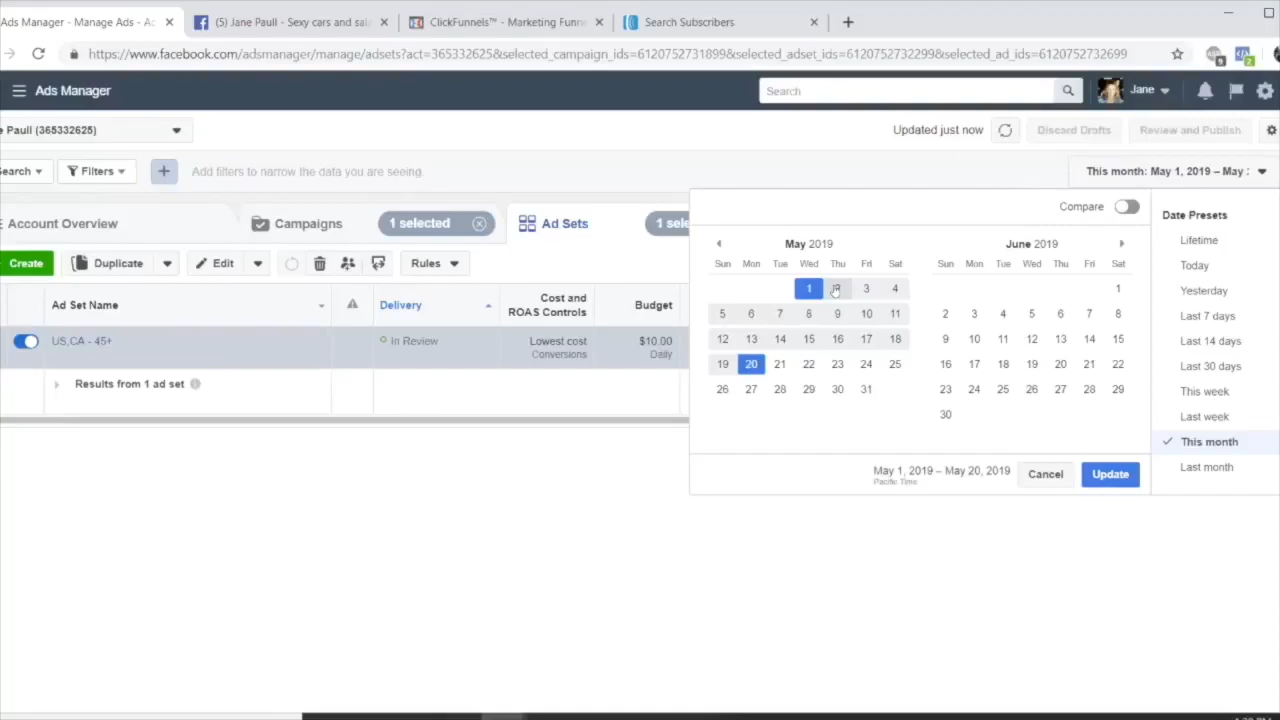 Ads Manager - Manage Ads - Ac
(5) Jane Paull - Sexy cars and sal
ClickFunnels™ - Marketing Funne
Search Subscribers
https://www.facebook.com/adsmanager/manage/adsets?act=365332625&selected_campaign_ids=6120752731899&selected_adset_ids=6120752732299&selected_ad_ids=6120752732699
Ads Manager
Search
Jane
e Paull (365332625)
Updated just now
Discard Drafts
Review and Publish
earch
Filters
Add filters to narrow the data you are seeing.
This month: May 1, 2019 – May
Account Overview
Campaigns
1 selected
Ad Sets
1 sele
Create
Duplicate
Edit
Rules
Ad Set Name
Delivery
Cost and
ROAS Controls
Budget
US,CA - 45+
In Review
Lowest cost
Conversions
$10.00
Daily
Results from 1 ad set
Compare
May 2019
Sun Mon Tue Wed Thu Fri Sat
1 2 3 4
5 6 7 8 9 10 11
12 13 14 15 16 17 18
19 20 21 22 23 24 25
26 27 28 29 30 31
June 2019
Sun Mon Tue Wed Thu Fri Sat
1
2 3 4 5 6 7 8
9 10 11 12 13 14 15
16 17 18 19 20 21 22
23 24 25 26 27 28 29
30
May 1, 2019 – May 20, 2019
Pacific Time
Cancel
Update
Date Presets
Lifetime
Today
Yesterday
Last 7 days
Last 14 days
Last 30 days
This week
Last week
This month
Last month